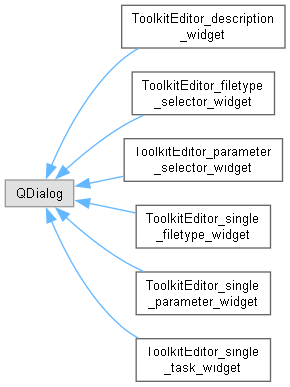 ToolkitEditor_description
_widget
ToolkitEditor_filetype
_selector_widget
ToolkitEditor_parameter
_selector_widget
QDialog
ToolkitEditor_single
_filetype_widget
ToolkitEditor_single
_parameter_widget
ToolkitEditor_single
_task_widget